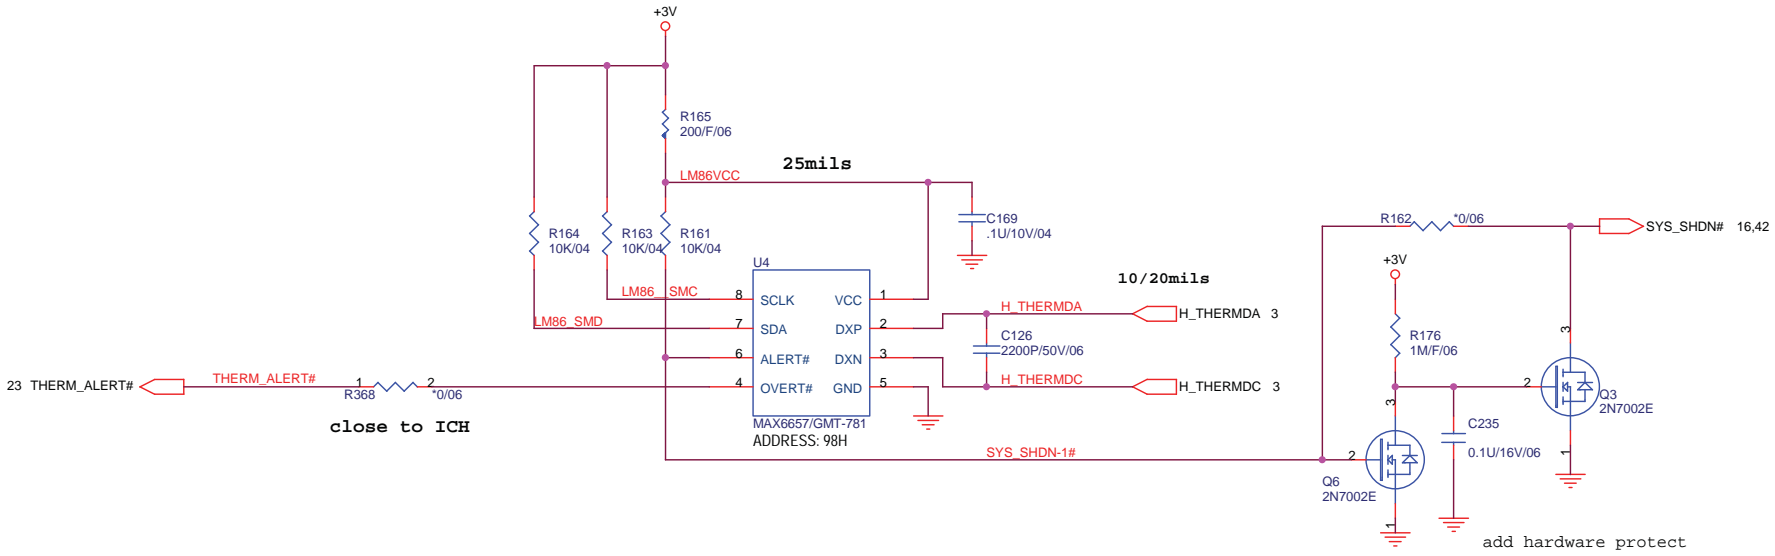 +3V
R165
200/F/06
25mils
LM86VCC
C169
.1U/10V/04
R164
10K/04
R163
10K/04
R161
10K/04
R162
*0/06
SYS_SHDN# 16,42
+3V
U4
10/20mils
LM86__SMC
8
SCLK
VCC
1
H_THERMDA
H_THERMDA 3
LM86_SMD
7
SDA
DXP
2
C126
2200P/50V/06
R176
1M/F/06
3
6
ALERT#
DXN
3
H_THERMDC
H_THERMDC 3
23 THERM_ALERT#
THERM_ALERT#
1
2
R368
*0/06
4
OVERT#
GND
5
2
Q3
2N7002E
close to ICH
MAX6657/GMT-781
ADDRESS: 98H
3
C235
0.1U/16V/06
SYS_SHDN-1#
2
1
Q6
2N7002E
1
add hardware protect